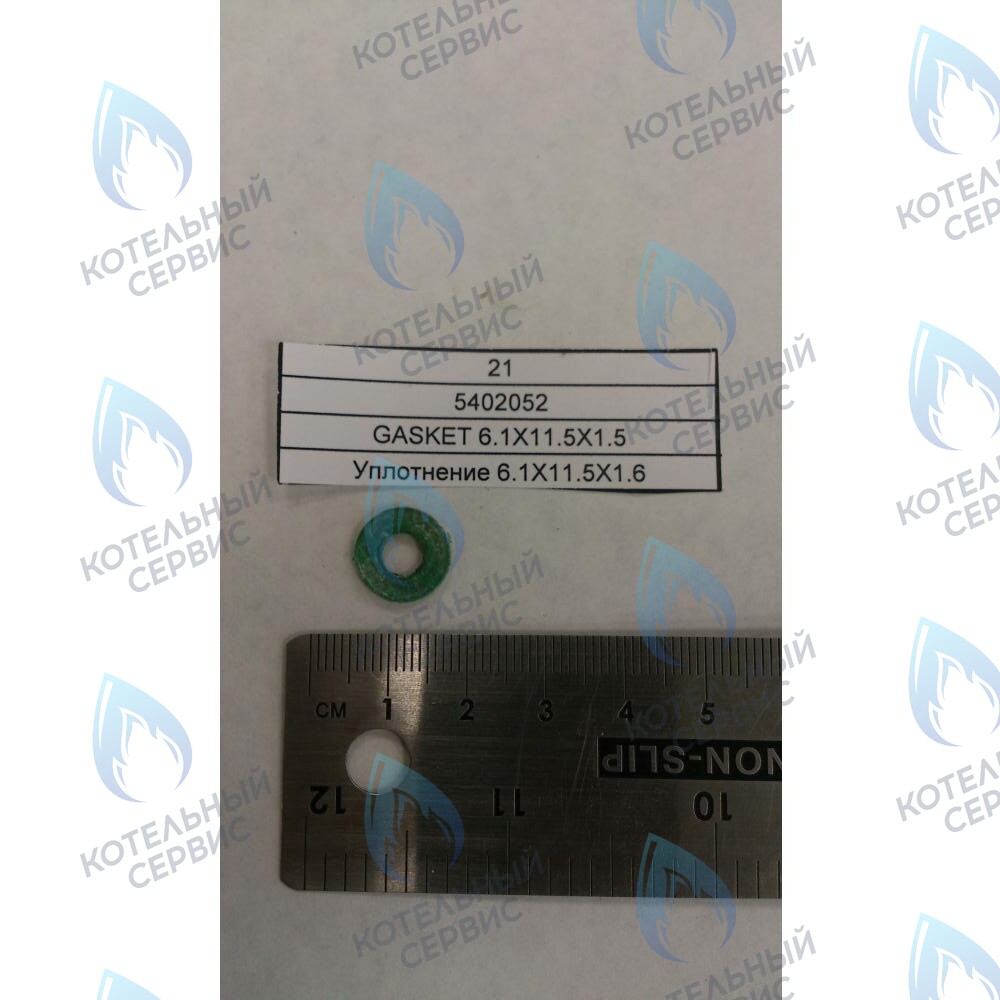 КОТЕЛЬНЫЙ
СЕРВИС
21
5402052
GASKET 6.1X11.5X1.5
Уплотнение 6.1X11.5X1.6
CM 1 2 3 4 5
NON-SLIP
12 11 10